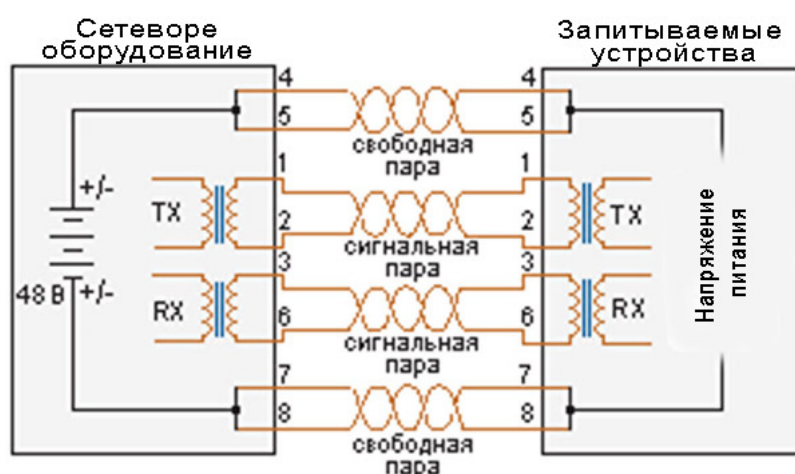 Сетеворе
оборудование
Запитываемые
устройства
4
5
4
5
свободная
пара
+/-
TX
1
2
1
2
TX
сигнальная
пара
48 В
+/-
RX
3
6
3
6
RX
сигнальная
пара
Напряжение
питания
7
8
7
8
свободная
пара